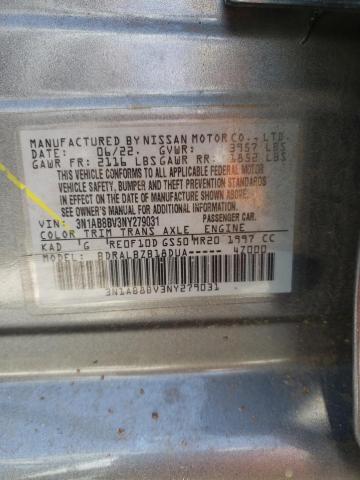 MANUFACTURED BY NISSAN MOTOR CO., LTD.
DATE: 06/22. GVWR: 3957 LBS
GAWR FR: 2116 LBS GAWR RR: 1852 LBS
THIS VEHICLE CONFORMS TO ALL
APPLICABLE FEDERAL MOTOR
VEHICLE SAFETY, BUMPER AND THEFT PREVENTION STANDARDS
IN EFFECT ON THE DATE OF MANUFACTURE SHOWN ABOVE.
SEE OWNER'S MANUAL FOR ADDITIONAL INSTRUCTIONS
VIN: 3N1AB8BV3NY279031 PASSENGER CAR.
COLOR TRIM TRANS AXLE ENGINE
KAD G RE0F10D GS50 MR20 1997 CC
MODEL: BDRALBZB18DUA---- 47000
3N1AB8BV3NY279031